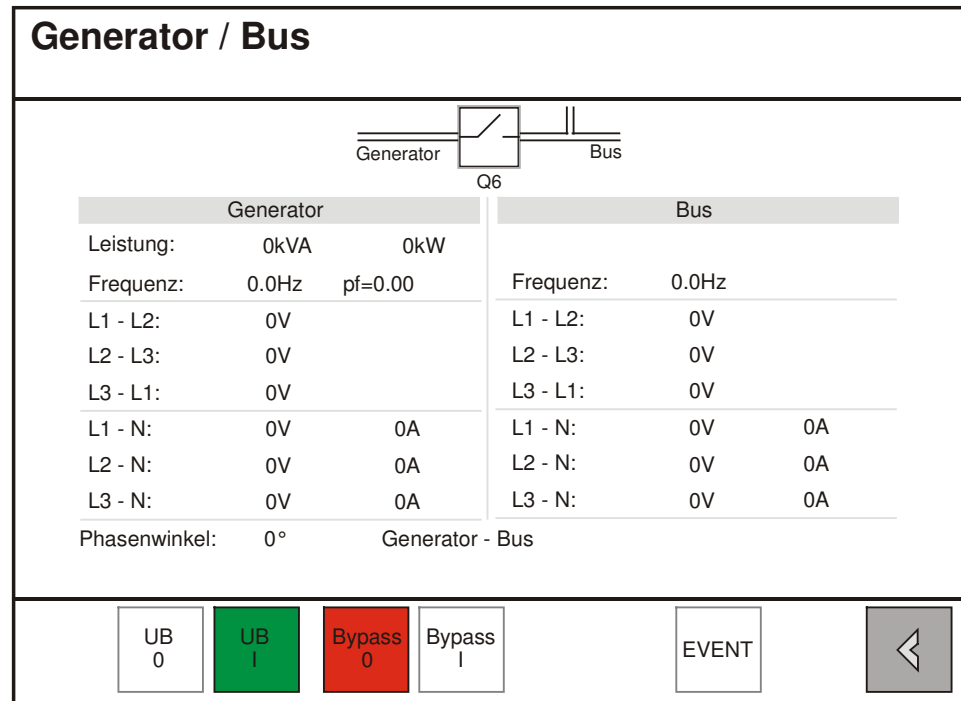 Generator / Bus
Generator
Bus
Q6
Generator
Leistung: 0kVA 0kW
Frequenz: 0.0Hz pf=0.00
L1 - L2: 0V
L2 - L3: 0V
L3 - L1: 0V
L1 - N: 0V 0A
L2 - N: 0V 0A
L3 - N: 0V 0A
Bus
Frequenz: 0.0Hz
L1 - L2: 0V
L2 - L3: 0V
L3 - L1: 0V
L1 - N: 0V 0A
L2 - N: 0V 0A
L3 - N: 0V 0A
Phasenwinkel: 0° Generator - Bus
UB
0
UB
I
Bypass
0
Bypass
I
EVENT